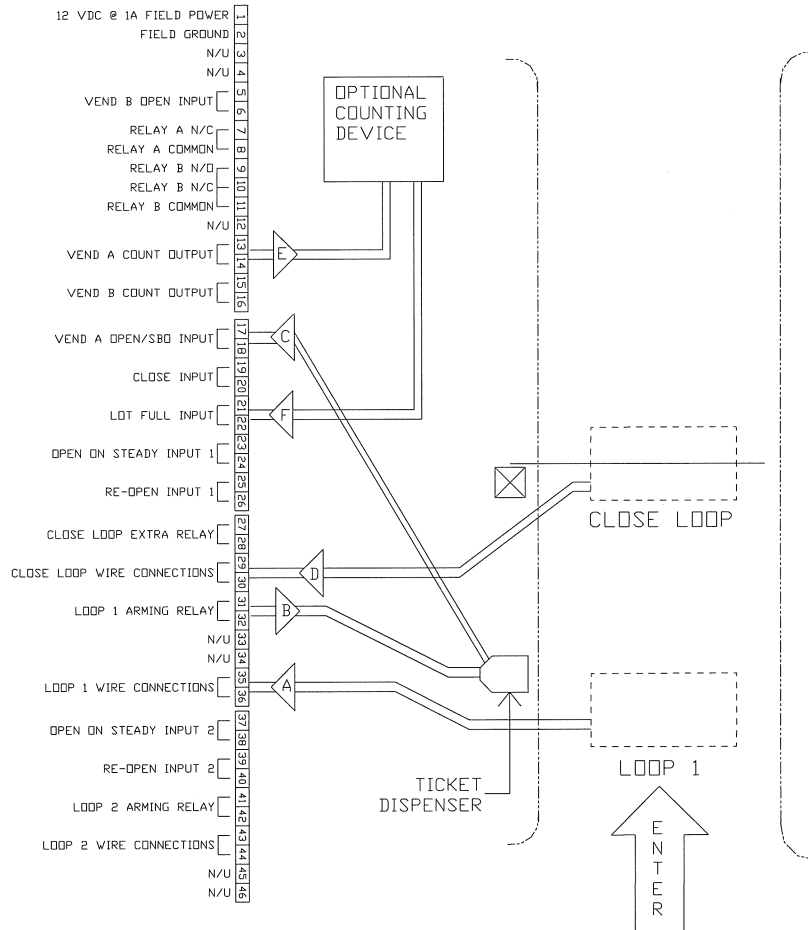 12 VDC @ 1A FIELD POWER 1
FIELD GROUND 2
N/U 3
N/U 4
5
VEND B OPEN INPUT
6
RELAY A N/C 7
RELAY A COMMON 8
RELAY B N/O 9
RELAY B N/C 10
RELAY B COMMON 11
N/U 12
13
VEND A COUNT OUTPUT
14
15
VEND B COUNT OUTPUT
16
17
VEND A OPEN/SBO INPUT
18
19
CLOSE INPUT
20
21
LOT FULL INPUT
22
23
OPEN ON STEADY INPUT 1
24
25
RE-OPEN INPUT 1
26
27
CLOSE LOOP EXTRA RELAY
28
29
CLOSE LOOP WIRE CONNECTIONS
30
31
LOOP 1 ARMING RELAY
32
N/U 33
N/U 34
35
LOOP 1 WIRE CONNECTIONS
36
37
OPEN ON STEADY INPUT 2
38
39
RE-OPEN INPUT 2
40
41
LOOP 2 ARMING RELAY
42
43
LOOP 2 WIRE CONNECTIONS
44
N/U 45
N/U 46
OPTIONAL
COUNTING
DEVICE
E
C
F
D
B
A
CLOSE LOOP
LOOP 1
TICKET
DISPENSER
ENTER